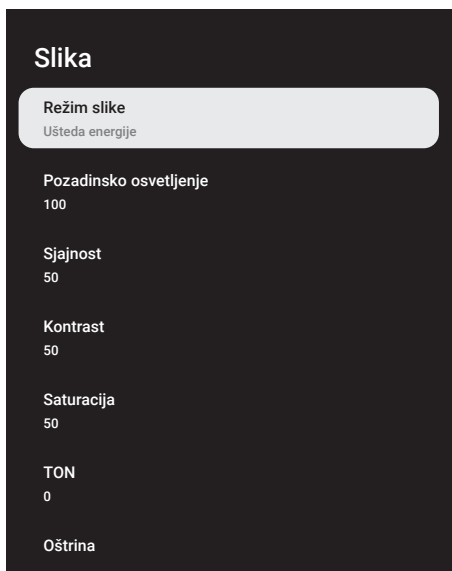 Slika
Režim slike
Ušteda energije
Pozadinsko osvetljenje
100
Sjajnost
50
Kontrast
50
Saturacija
50
TON
0
Oštrina